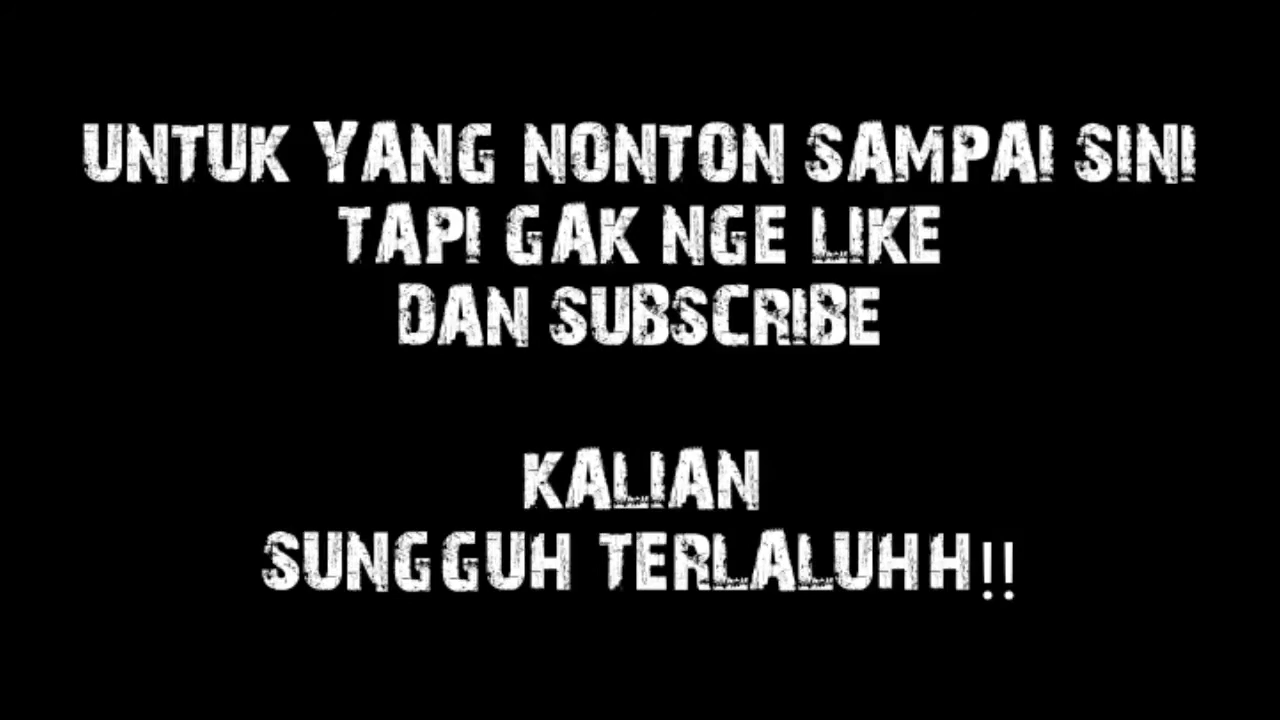 UNTUK YANG NONTON SAMPAI SINI
TAPI GAK NGE LIKE
DAN SUBSCRIBE
KALIAN
SUNGGUH TERLALUHH!!